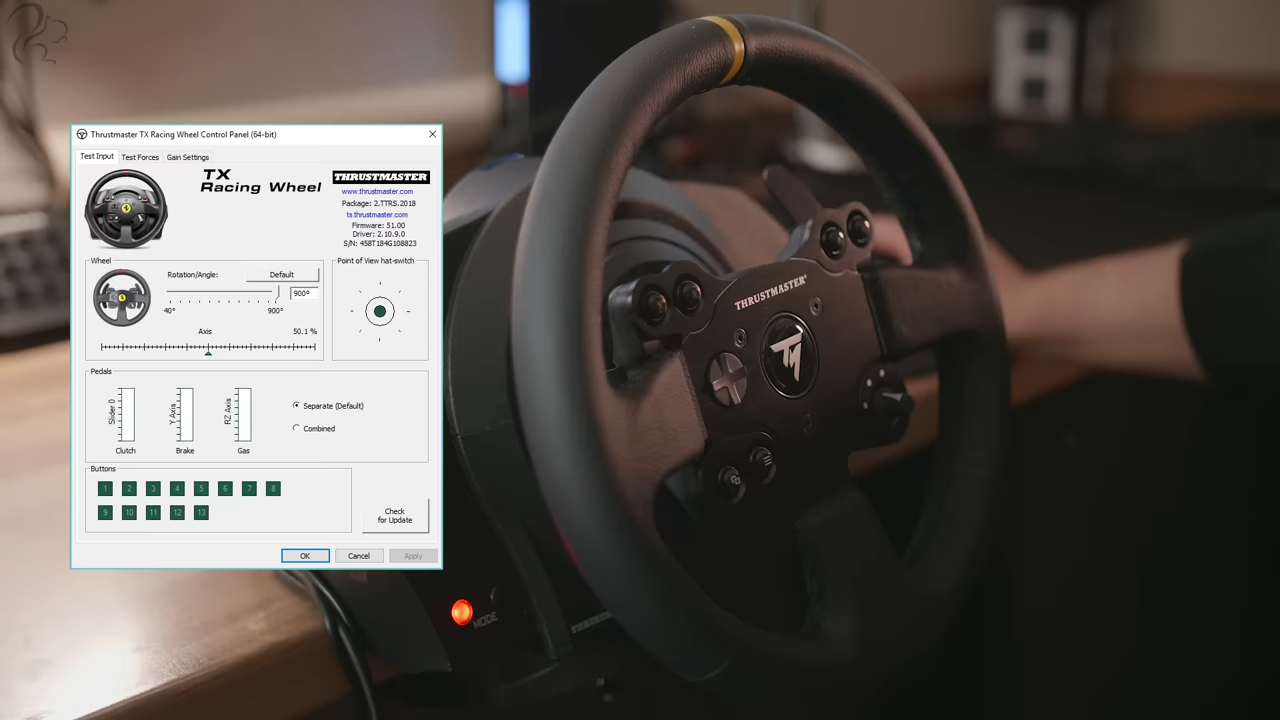 Thrustmaster TX Racing Wheel Control Panel (64-bit)
Test Input
Test Forces
Gain Settings
TX
Racing Wheel
THRUSTMASTER
www.thrustmaster.com
Package: 2.TTRS.2018
ts.thrustmaster.com
Firmware: 51.00
Driver: 2.10.9.0
S/N: 458T184G108823
Wheel
Rotation/Angle:
Default
900°
40°
900°
Axis
50.1 %
Point of View hat-switch
Pedals
Slider 0
Clutch
Y Axis
Brake
RZ Axis
Gas
Separate (Default)
Combined
Buttons
1 2 3 4 5 6 7 8
9 10 11 12 13
Check
for Update
OK
Cancel
Apply
THRUSTMASTER
MODE